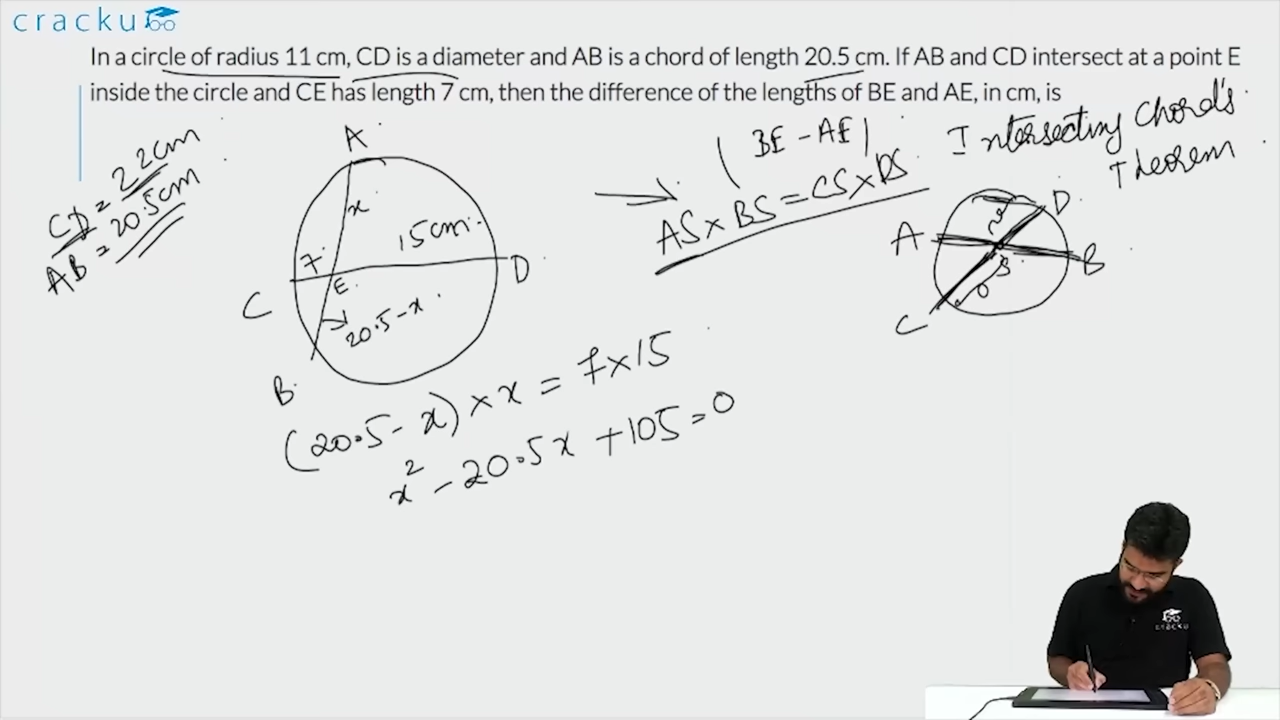 cracku
In a circle of radius 11 cm, CD is a diameter and AB is a chord of length 20.5 cm. If AB and CD intersect at a point E
inside the circle and CE has length 7 cm, then the difference of the lengths of BE and AE, in cm, is
CD = 22cm
AB = 20.5cm
A
x
15cm
7
E
C
D
20.5-x
B
| BE - AE |
AS×BS=CS×DS
Intersecting Chord's
Theorem
D
A
S
B
C
(20.5-x)×x = 7×15
x² - 20.5x + 105 = 0
cracku